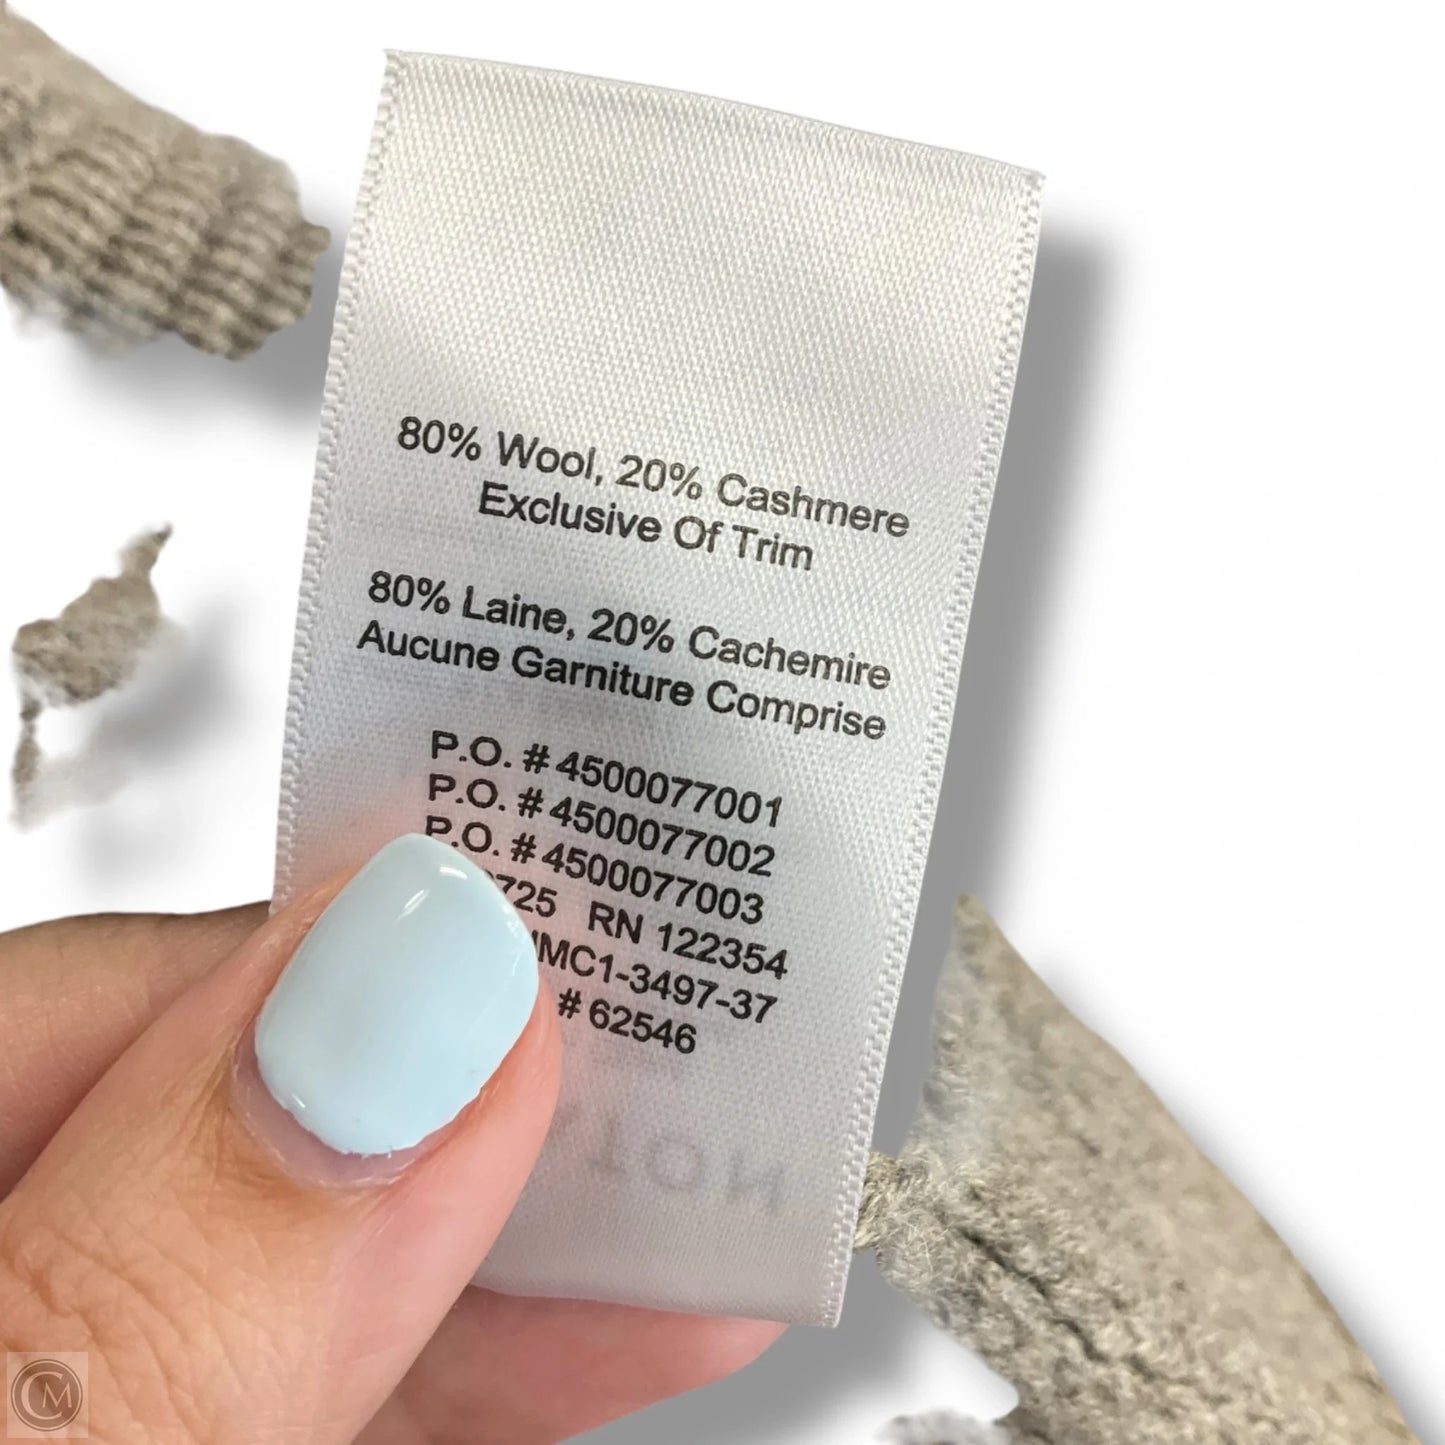 80% Wool, 20% Cashmere
Exclusive Of Trim
80% Laine, 20% Cachemire
Aucune Garniture Comprise
P.O. # 4500077001
P.O. # 4500077002
P.O. # 4500077003
RN 122354
# 62546
CM